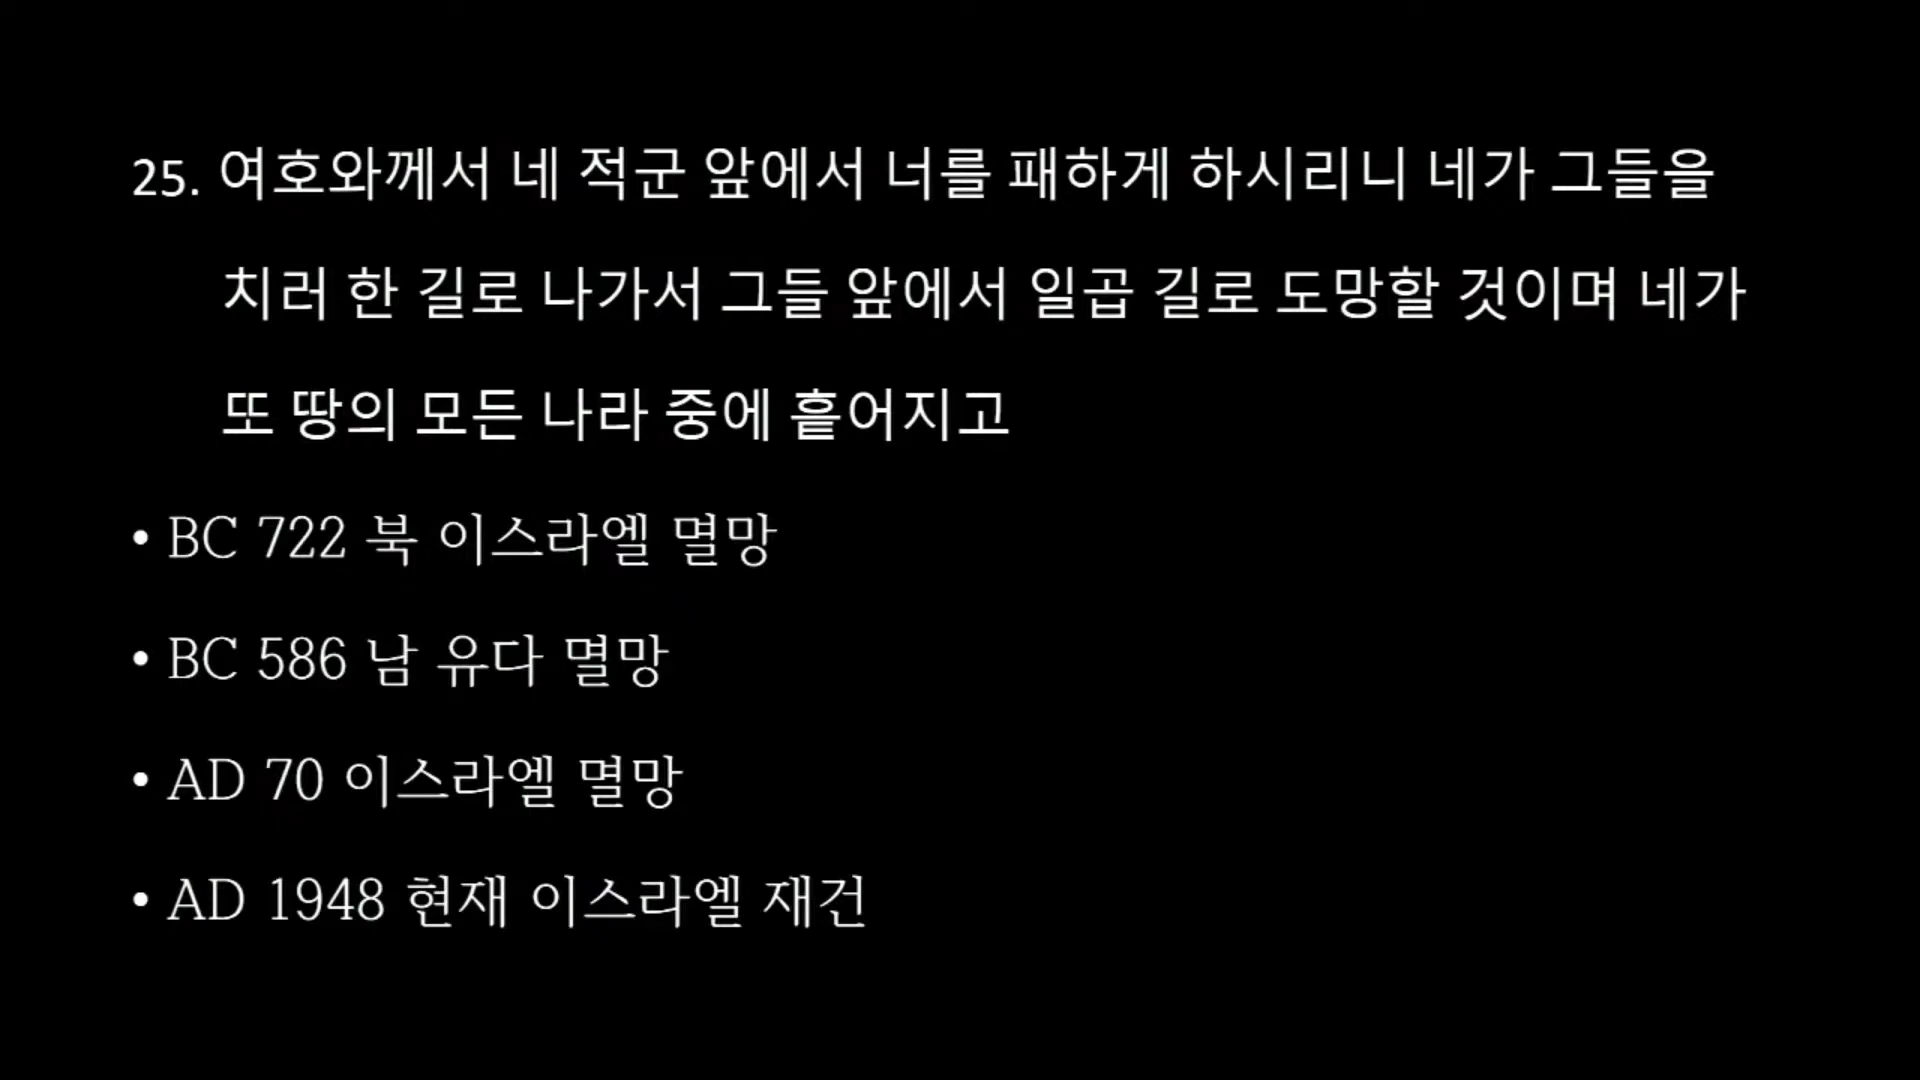 25. 여호와께서 네 적군 앞에서 너를 패하게 하시리니 네가 그들을
치러 한 길로 나가서 그들 앞에서 일곱 길로 도망할 것이며 네가
또 땅의 모든 나라 중에 흩어지고
• BC 722 북 이스라엘 멸망
• BC 586 남 유다 멸망
• AD 70 이스라엘 멸망
• AD 1948 현재 이스라엘 재건